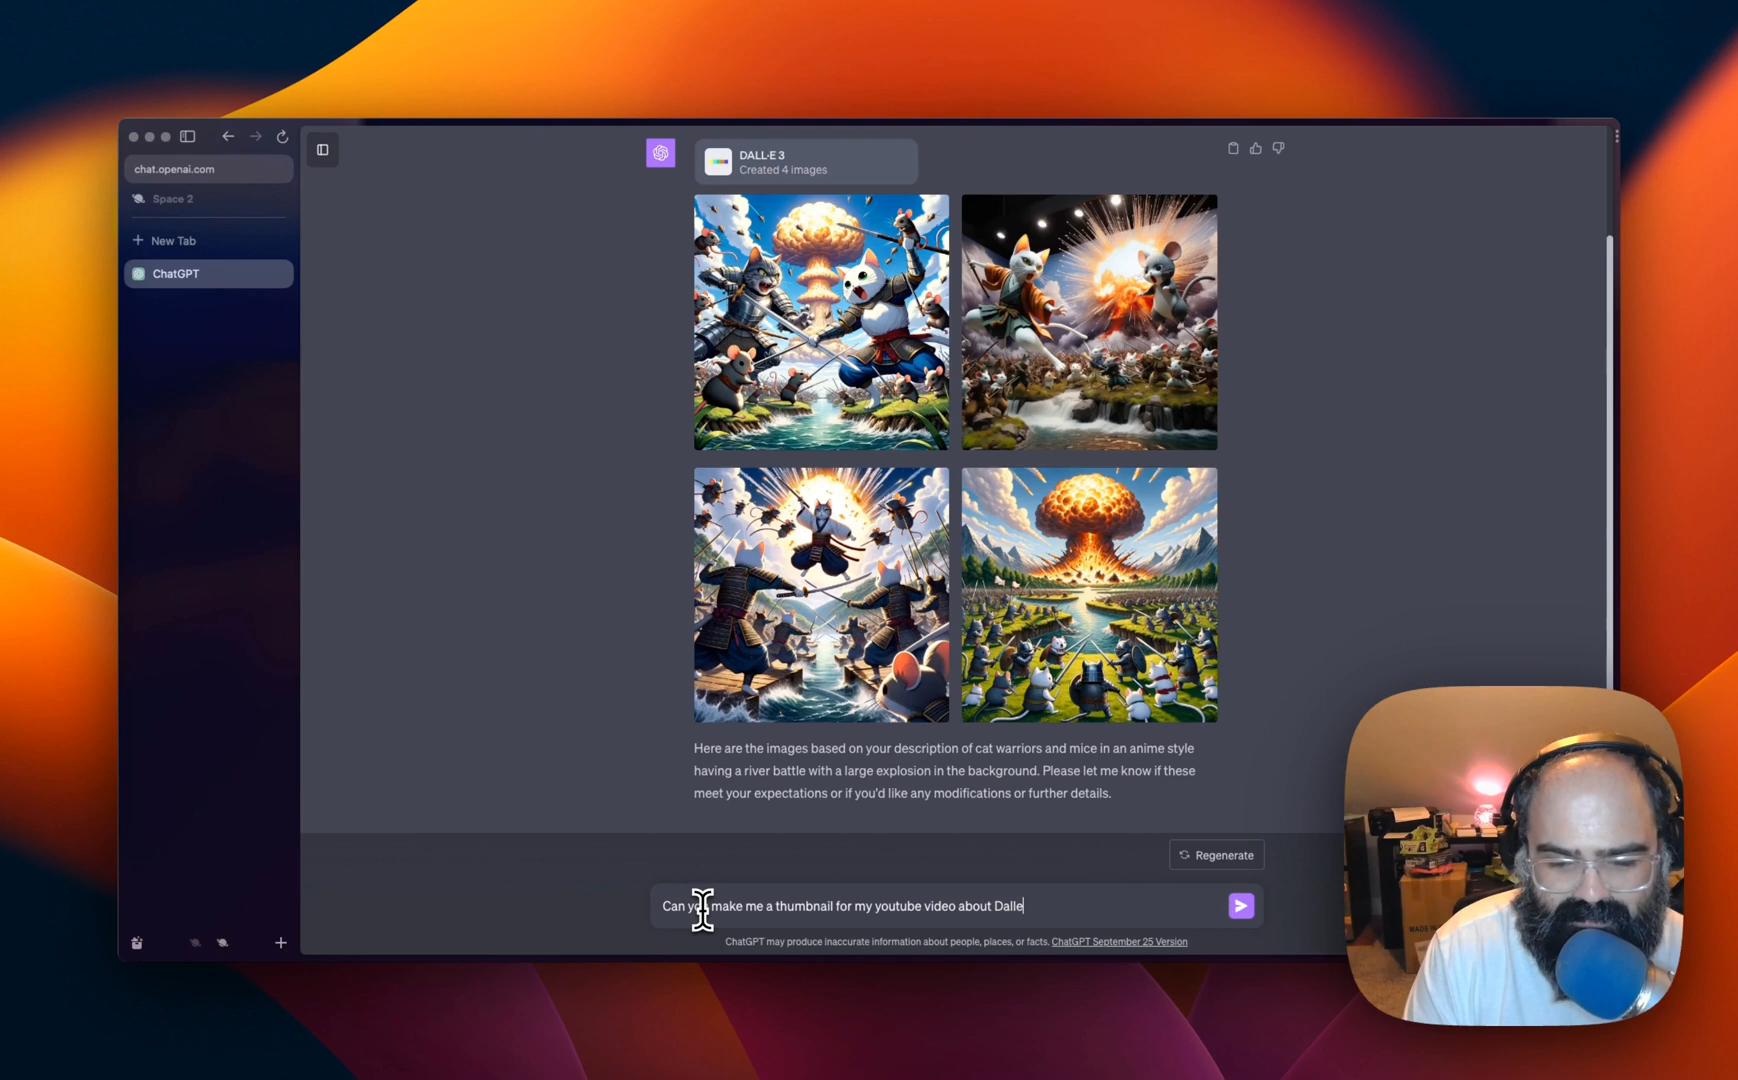 chat.openai.com
Space 2
New Tab
ChatGPT
DALL·E 3
Created 4 images
Here are the images based on your description of cat warriors and mice in an anime style
having a river battle with a large explosion in the background. Please let me know if these
meet your expectations or if you'd like any modifications or further details.
Regenerate
Can you make me a thumbnail for my youtube video about Dalle
ChatGPT may produce inaccurate information about people, places, or facts. ChatGPT September 25 Version
MADE IN